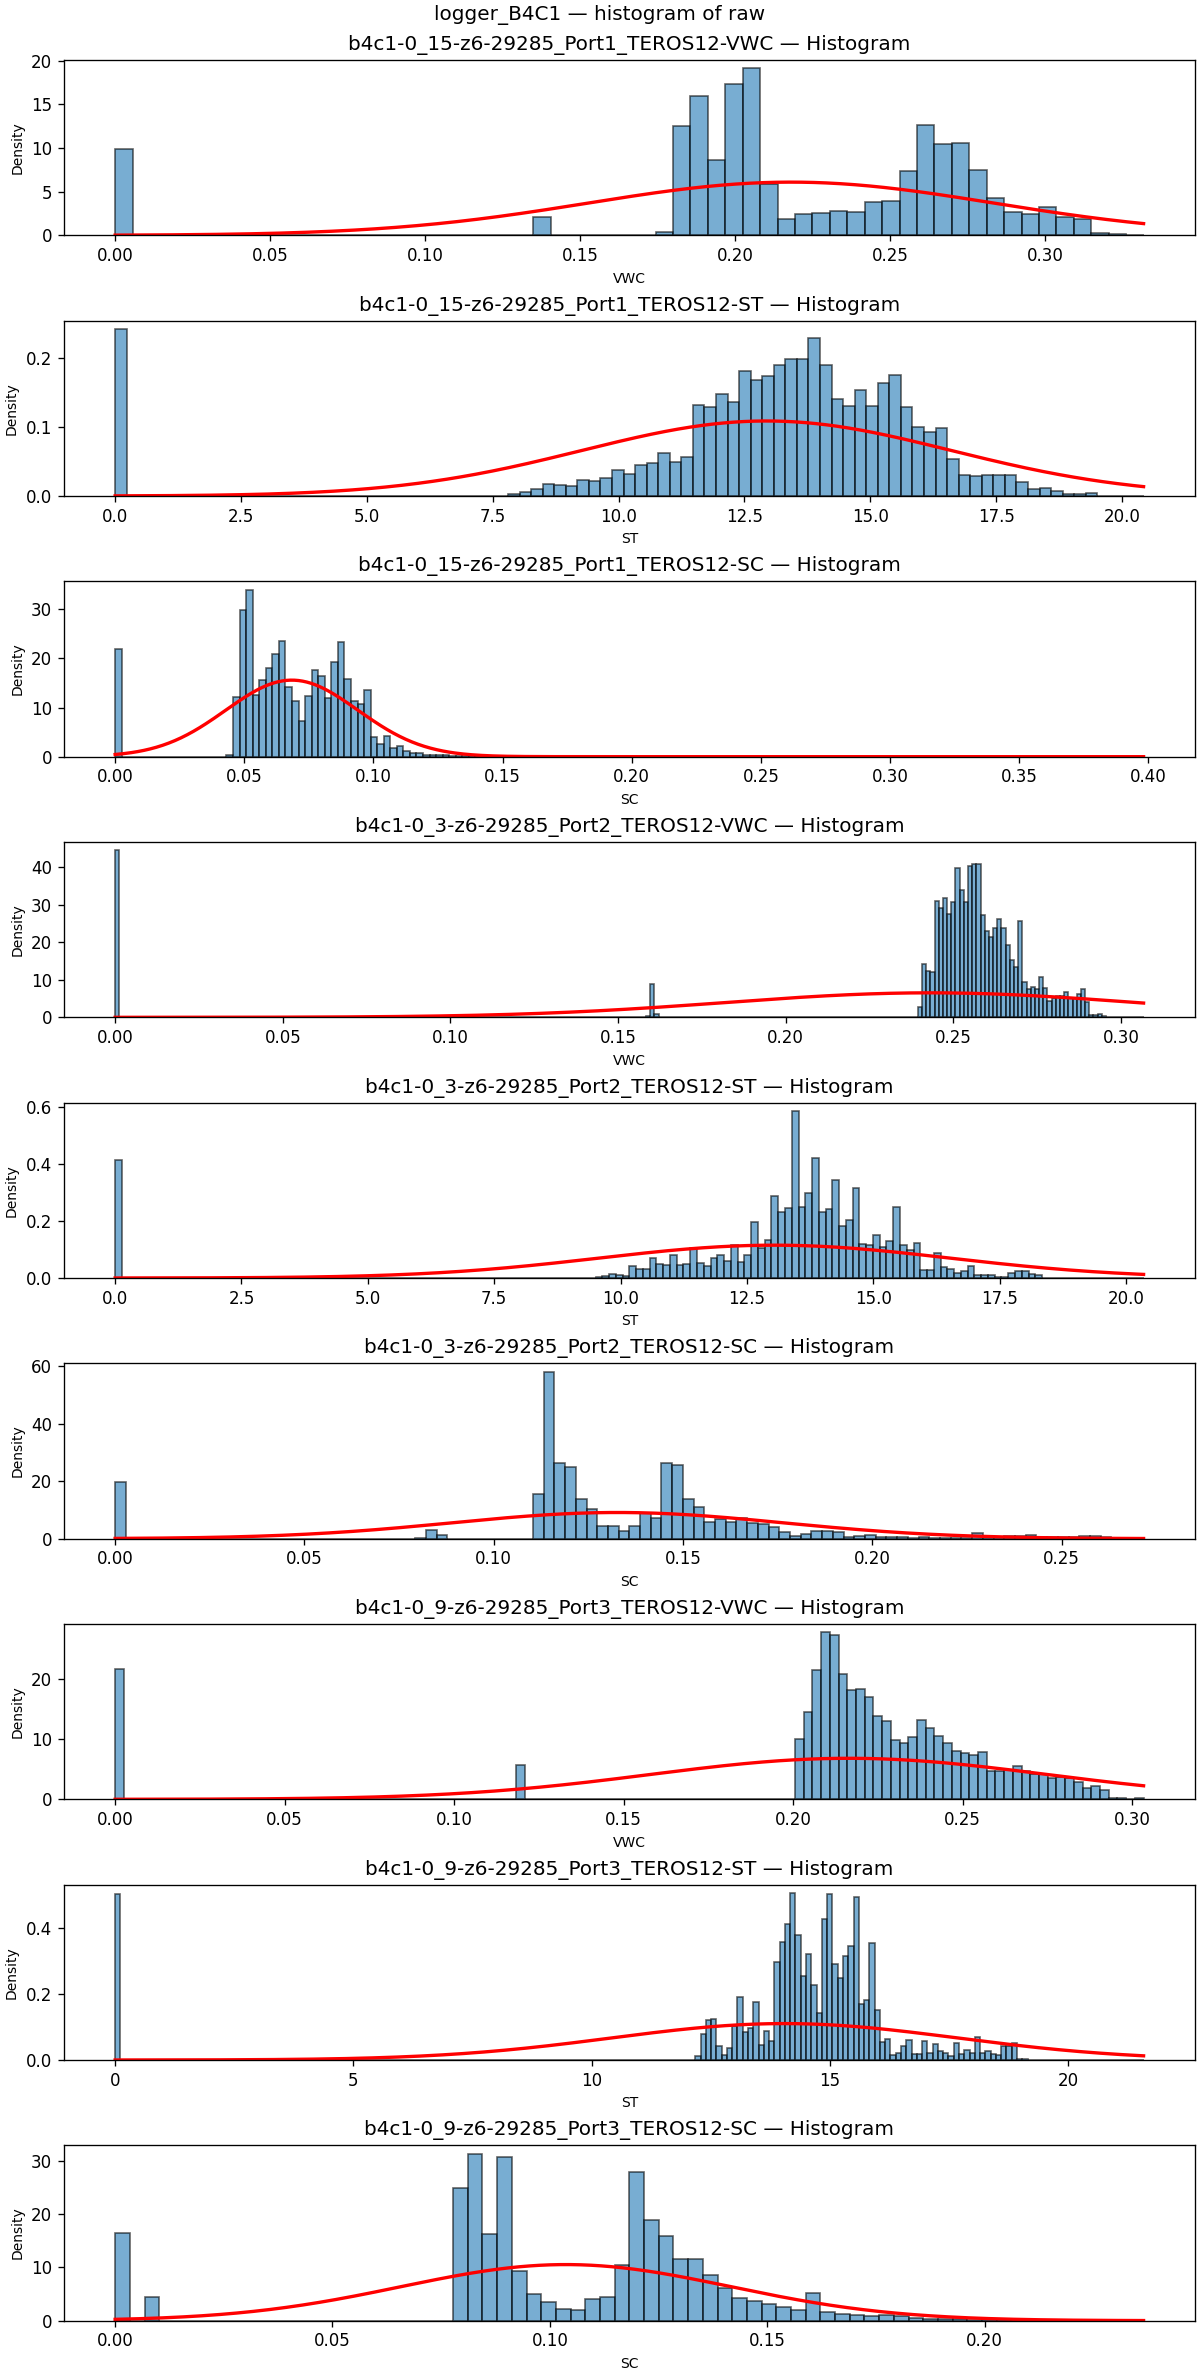 logger_B4C1 — histogram of raw
b4c1-0_15-z6-29285_Port1_TEROS12-VWC — Histogram
20
15
10
5
0
Density
0.00 0.05 0.10 0.15 0.20 0.25 0.30
VWC
b4c1-0_15-z6-29285_Port1_TEROS12-ST — Histogram
0.2
0.1
0.0
Density
0.0 2.5 5.0 7.5 10.0 12.5 15.0 17.5 20.0
ST
b4c1-0_15-z6-29285_Port1_TEROS12-SC — Histogram
30
20
10
0
Density
0.00 0.05 0.10 0.15 0.20 0.25 0.30 0.35 0.40
SC
b4c1-0_3-z6-29285_Port2_TEROS12-VWC — Histogram
40
30
20
10
0
Density
0.00 0.05 0.10 0.15 0.20 0.25 0.30
VWC
b4c1-0_3-z6-29285_Port2_TEROS12-ST — Histogram
0.6
0.4
0.2
0.0
Density
0.0 2.5 5.0 7.5 10.0 12.5 15.0 17.5 20.0
ST
b4c1-0_3-z6-29285_Port2_TEROS12-SC — Histogram
60
40
20
0
Density
0.00 0.05 0.10 0.15 0.20 0.25
SC
b4c1-0_9-z6-29285_Port3_TEROS12-VWC — Histogram
20
10
0
Density
0.00 0.05 0.10 0.15 0.20 0.25 0.30
VWC
b4c1-0_9-z6-29285_Port3_TEROS12-ST — Histogram
0.4
0.2
0.0
Density
0 5 10 15 20
ST
b4c1-0_9-z6-29285_Port3_TEROS12-SC — Histogram
30
20
10
0
Density
0.00 0.05 0.10 0.15 0.20
SC